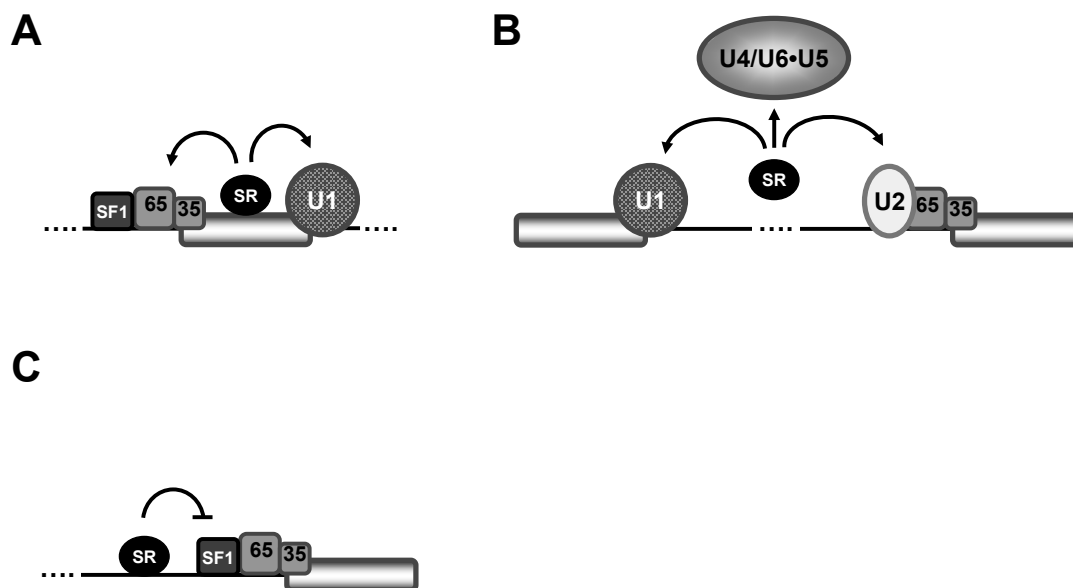 A
SF1 65 35 SR U1
B
U4/U6•U5
U1 SR U2 65 35
C
SR SF1 65 35